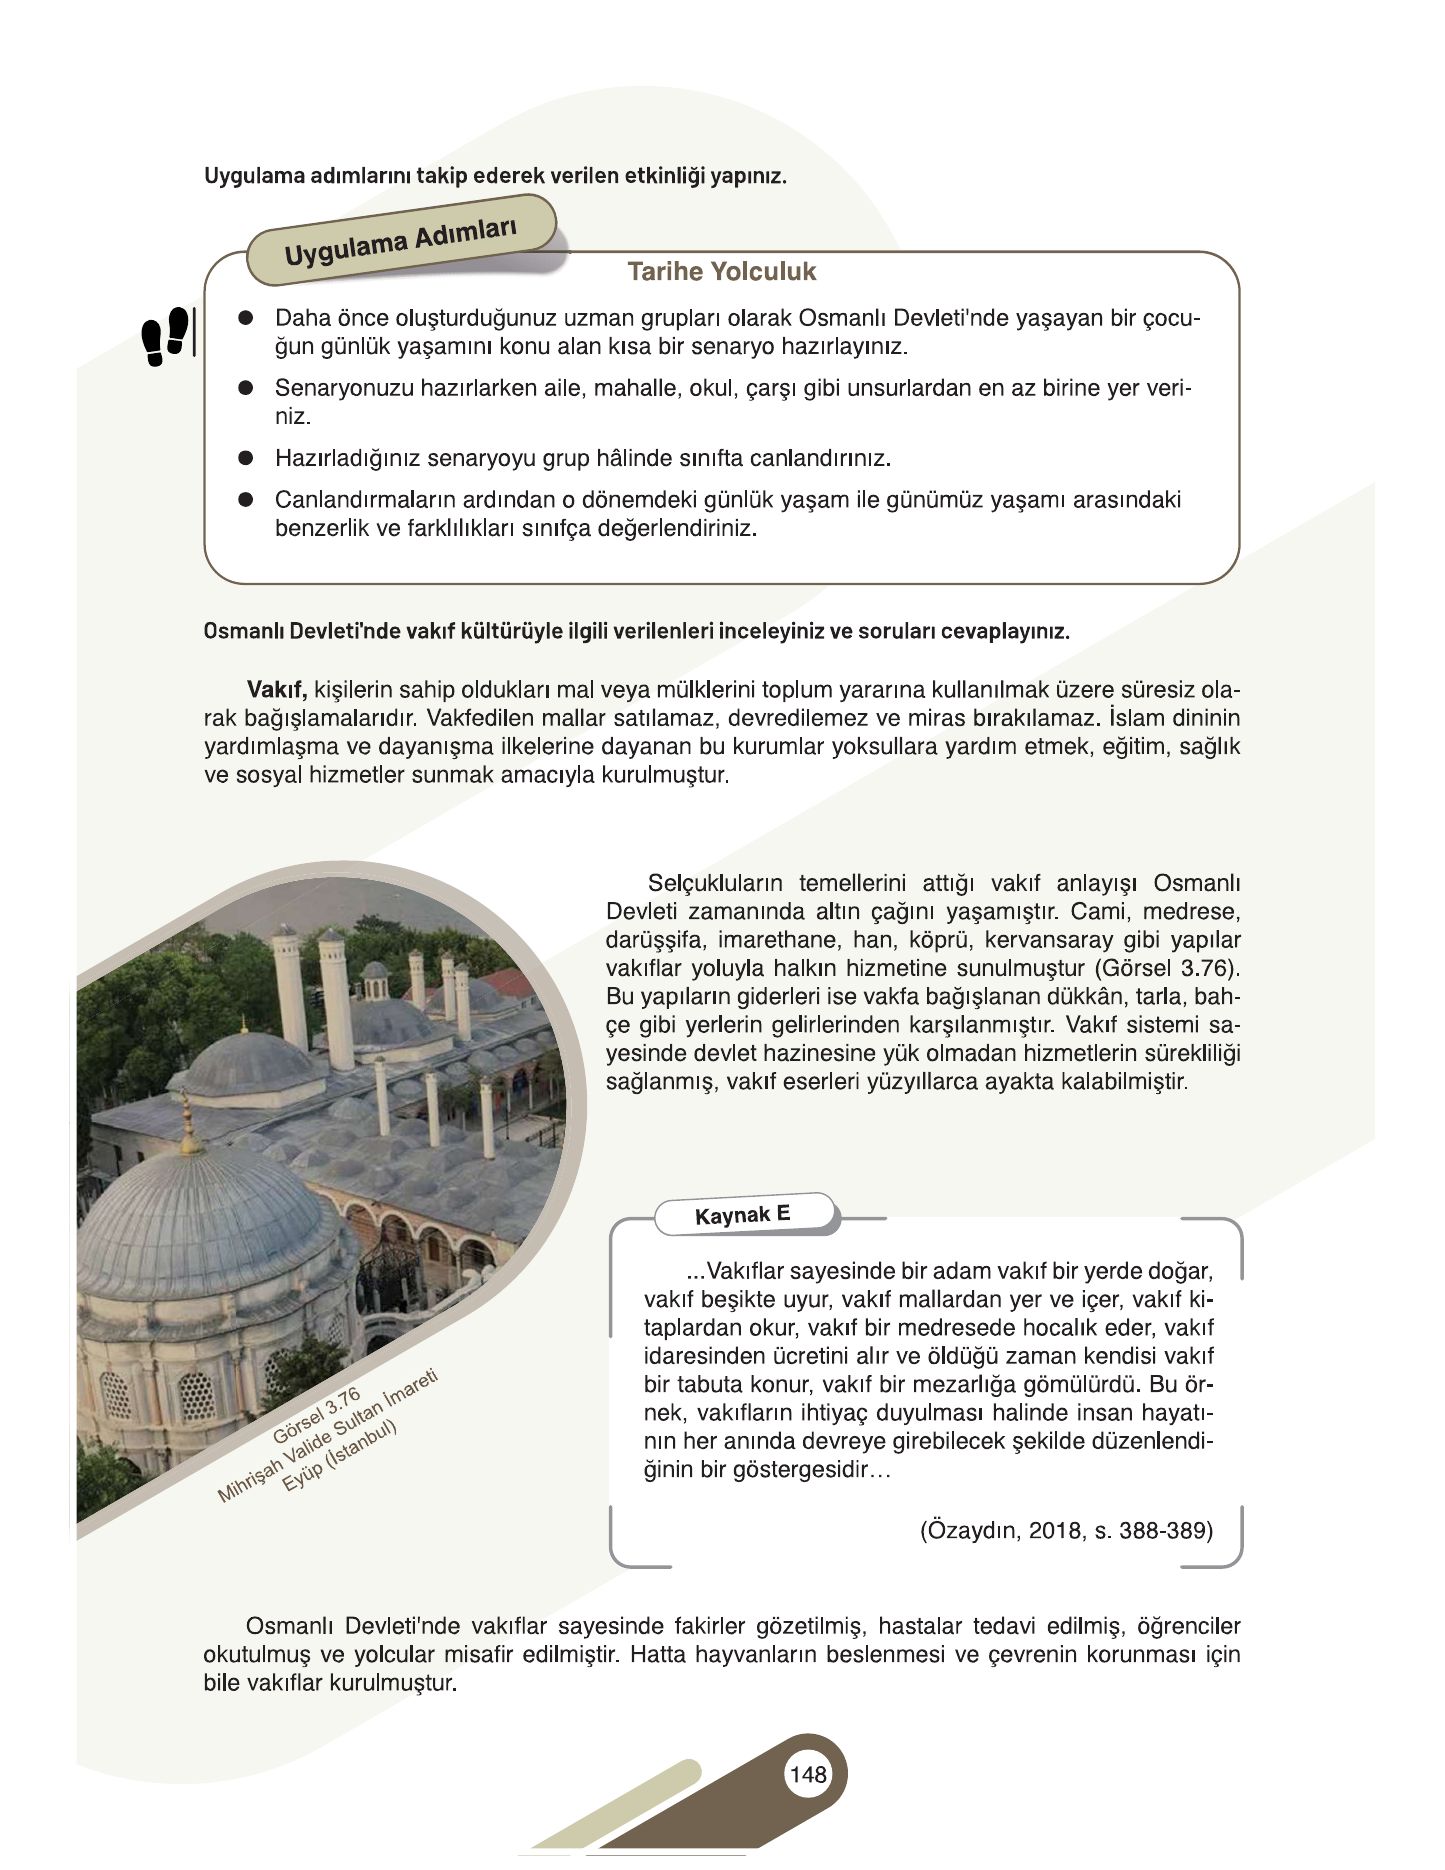 Uygulama adımlarını takip ederek verilen etkinliği yapınız.
Uygulama Adımları
Tarihe Yolculuk
● Daha önce oluşturduğunuz uzman grupları olarak Osmanlı Devleti'nde yaşayan bir çocu-
ğun günlük yaşamını konu alan kısa bir senaryo hazırlayınız.
● Senaryonuzu hazırlarken aile, mahalle, okul, çarşı gibi unsurlardan en az birine yer veri-
niz.
● Hazırladığınız senaryoyu grup hâlinde sınıfta canlandırınız.
● Canlandırmaların ardından o dönemdeki günlük yaşam ile günümüz yaşamı arasındaki
benzerlik ve farklılıkları sınıfça değerlendiriniz.
Osmanlı Devleti'nde vakıf kültürüyle ilgili verilenleri inceleyiniz ve soruları cevaplayınız.
Vakıf, kişilerin sahip oldukları mal veya mülklerini toplum yararına kullanılmak üzere süresiz ola-
rak bağışlamalarıdır. Vakfedilen mallar satılamaz, devredilemez ve miras bırakılamaz. İslam dininin
yardımlaşma ve dayanışma ilkelerine dayanan bu kurumlar yoksullara yardım etmek, eğitim, sağlık
ve sosyal hizmetler sunmak amacıyla kurulmuştur.
Selçukluların temellerini attığı vakıf anlayışı Osmanlı
Devleti zamanında altın çağını yaşamıştır. Cami, medrese,
darüşşifa, imarethane, han, köprü, kervansaray gibi yapılar
vakıflar yoluyla halkın hizmetine sunulmuştur (Görsel 3.76).
Bu yapıların giderleri ise vakfa bağışlanan dükkân, tarla, bah-
çe gibi yerlerin gelirlerinden karşılanmıştır. Vakıf sistemi sa-
yesinde devlet hazinesine yük olmadan hizmetlerin sürekliliği
sağlanmış, vakıf eserleri yüzyıllarca ayakta kalabilmiştir.
Görsel 3.76
Mihrişah Valide Sultan İmareti
Eyüp (İstanbul)
Kaynak E
...Vakıflar sayesinde bir adam vakıf bir yerde doğar,
vakıf beşikte uyur, vakıf mallardan yer ve içer, vakıf ki-
taplardan okur, vakıf bir medresede hocalık eder, vakıf
idaresinden ücretini alır ve öldüğü zaman kendisi vakıf
bir tabuta konur, vakıf bir mezarlığa gömülürdü. Bu ör-
nek, vakıfların ihtiyaç duyulması halinde insan hayatı-
nın her anında devreye girebilecek şekilde düzenlendi-
ğinin bir göstergesidir...
(Özaydın, 2018, s. 388-389)
Osmanlı Devleti'nde vakıflar sayesinde fakirler gözetilmiş, hastalar tedavi edilmiş, öğrenciler
okutulmuş ve yolcular misafir edilmiştir. Hatta hayvanların beslenmesi ve çevrenin korunması için
bile vakıflar kurulmuştur.
148